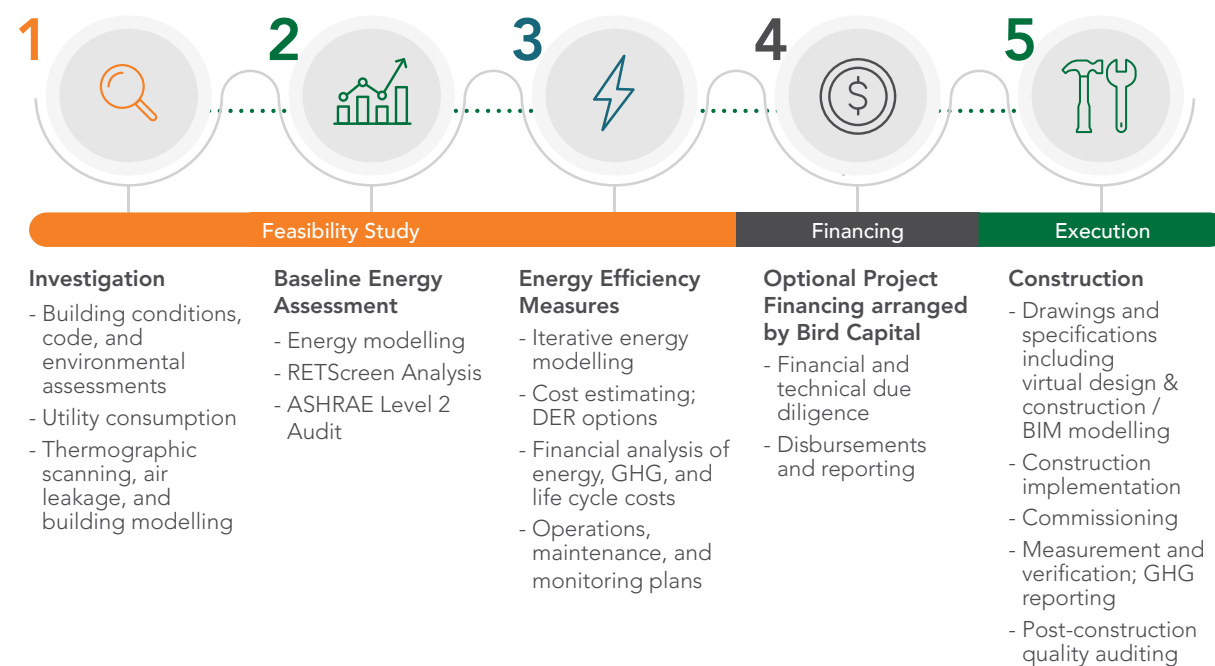 1
2
3
4
5
$
Feasibility Study
Financing
Execution
Investigation
- Building conditions,
code, and
environmental
assessments
- Utility consumption
- Thermographic
scanning, air
leakage, and
building modelling
Baseline Energy
Assessment
- Energy modelling
- RETScreen Analysis
- ASHRAE Level 2
Audit
Energy Efficiency
Measures
- Iterative energy
modelling
- Cost estimating;
DER options
- Financial analysis of
energy, GHG, and
life cycle costs
- Operations,
maintenance, and
monitoring plans
Optional Project
Financing arranged
by Bird Capital
- Financial and
technical due
diligence
- Disbursements
and reporting
Construction
- Drawings and
specifications
including
virtual design &
construction /
BIM modelling
- Construction
implementation
- Commissioning
- Measurement and
verification; GHG
reporting
- Post-construction
quality auditing